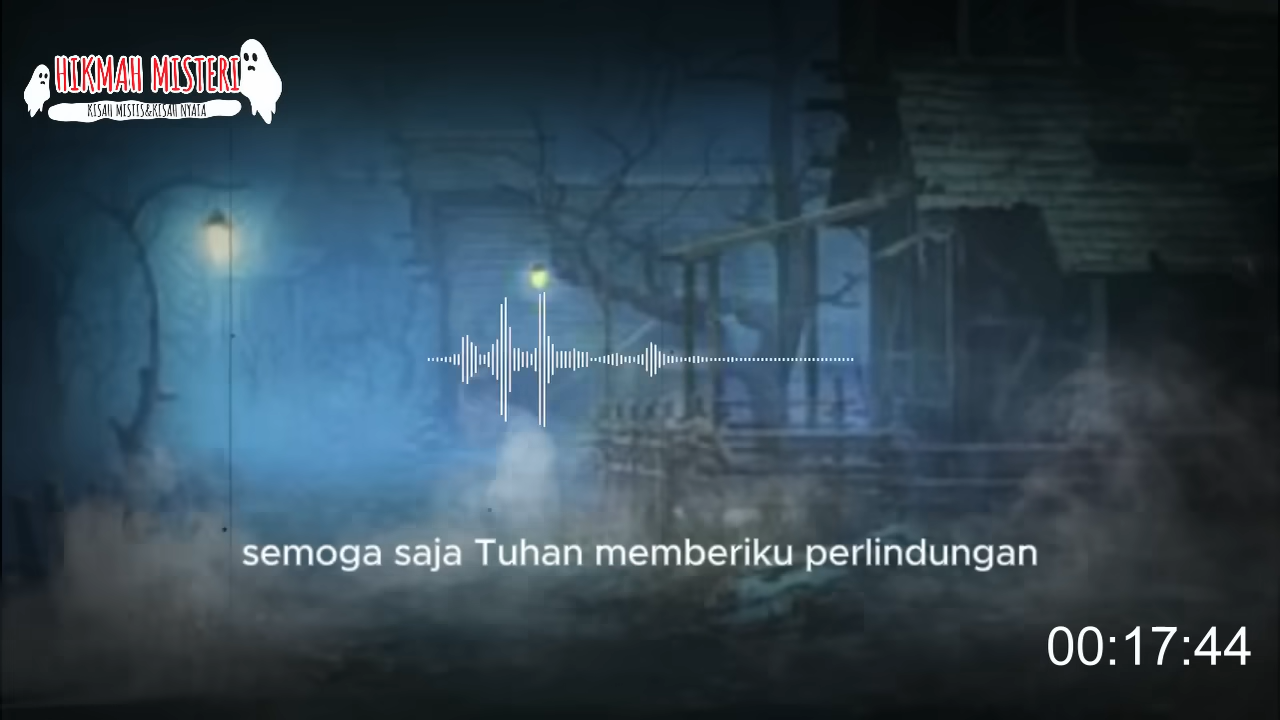 HIKMAH MISTERI
KISAH MISTIS&KISAH NYATA
semoga saja Tuhan memberiku perlindungan
00:17:44